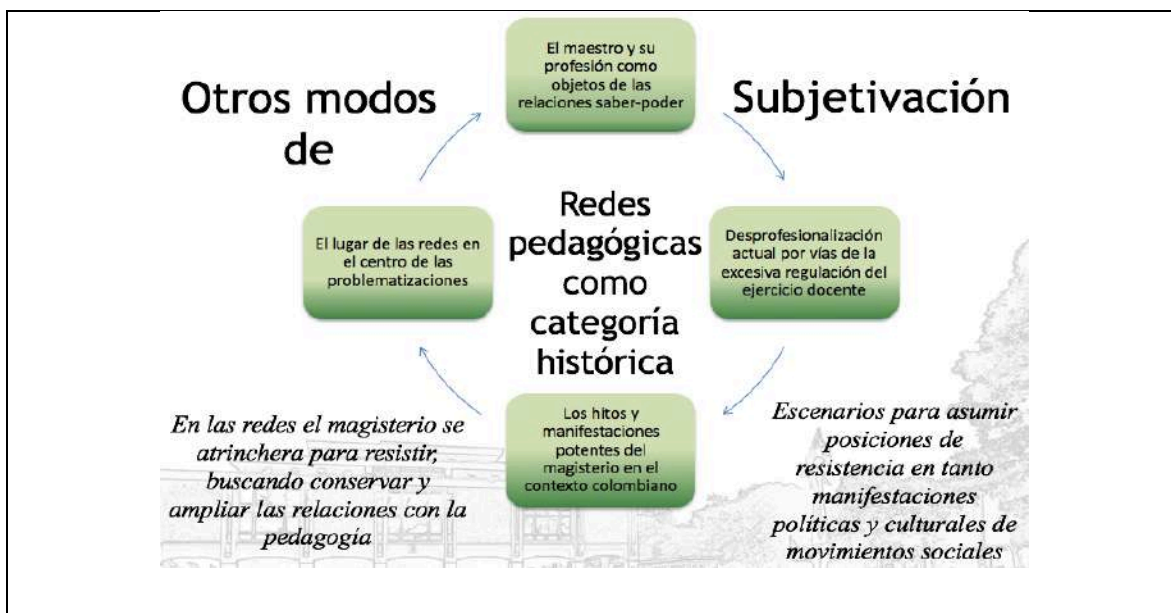 Otros modos
de
El maestro y su
profesión como
objetos de las
relaciones saber-poder
Subjetivación
El lugar de las redes en
el centro de las
problematizaciones
Redes
pedagógicas
como
categoría
histórica
Desprofesionalización
actual por vías de la
excesiva regulación del
ejercicio docente
En las redes el magisterio se
atrinchera para resistir,
buscando conservar y
ampliar las relaciones con la
pedagogía
Los hitos y
manifestaciones
potentes del
magisterio en el
contexto colombiano
Escenarios para asumir
posiciones de
resistencia en tanto
manifestaciones
políticas y culturales de
movimientos sociales